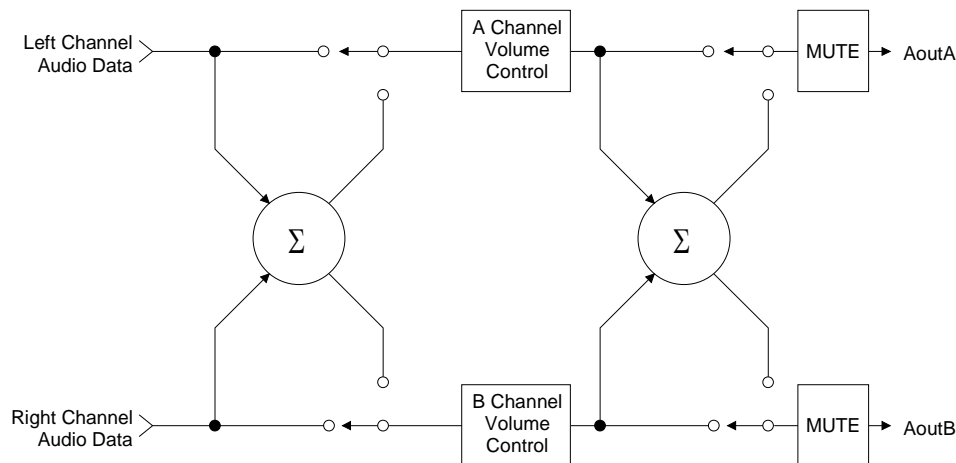 Left Channel
Audio Data
A Channel
Volume
Control
MUTE
AoutA
Σ
Σ
Right Channel
Audio Data
B Channel
Volume
Control
MUTE
AoutB